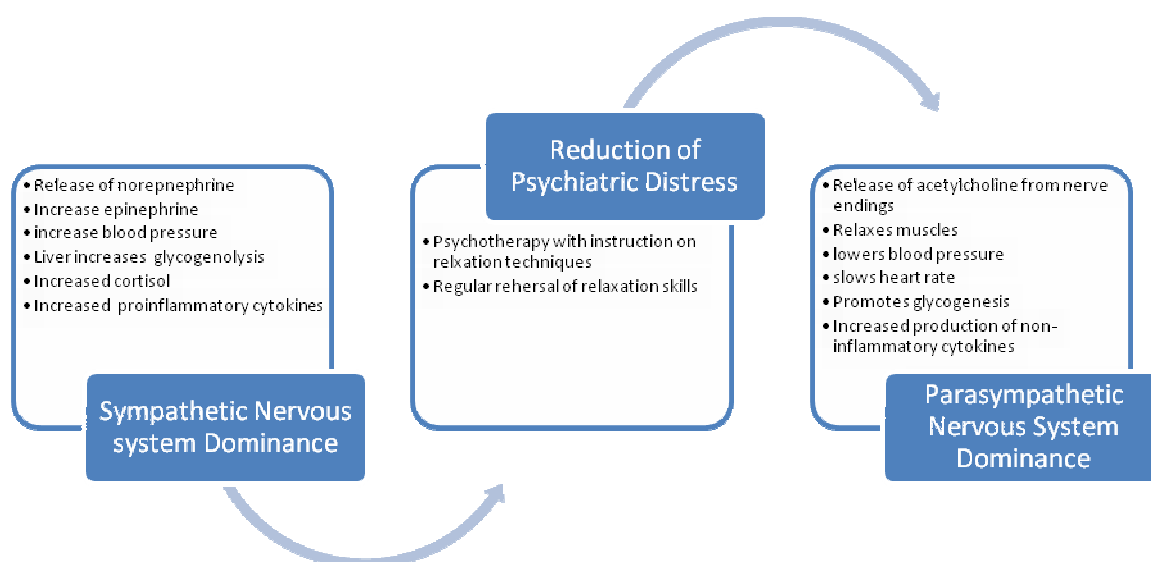 • Release of norepnephrine
• Increase epinephrine
• increase blood pressure
• Liver increases glycogenolysis
• Increased cortisol
• Increased proinflammatory cytokines
Sympathetic Nervous
system Dominance
Reduction of
Psychiatric Distress
• Psychotherapy with instruction on
relxation techniques
• Regular rehersal of relaxation skills
• Release of acetylcholine from nerve
endings
• Relaxes muscles
• lowers blood pressure
• slows heart rate
• Promotes glycogenesis
• Increased production of non-
inflammatory cytokines
Parasympathetic
Nervous System
Dominance